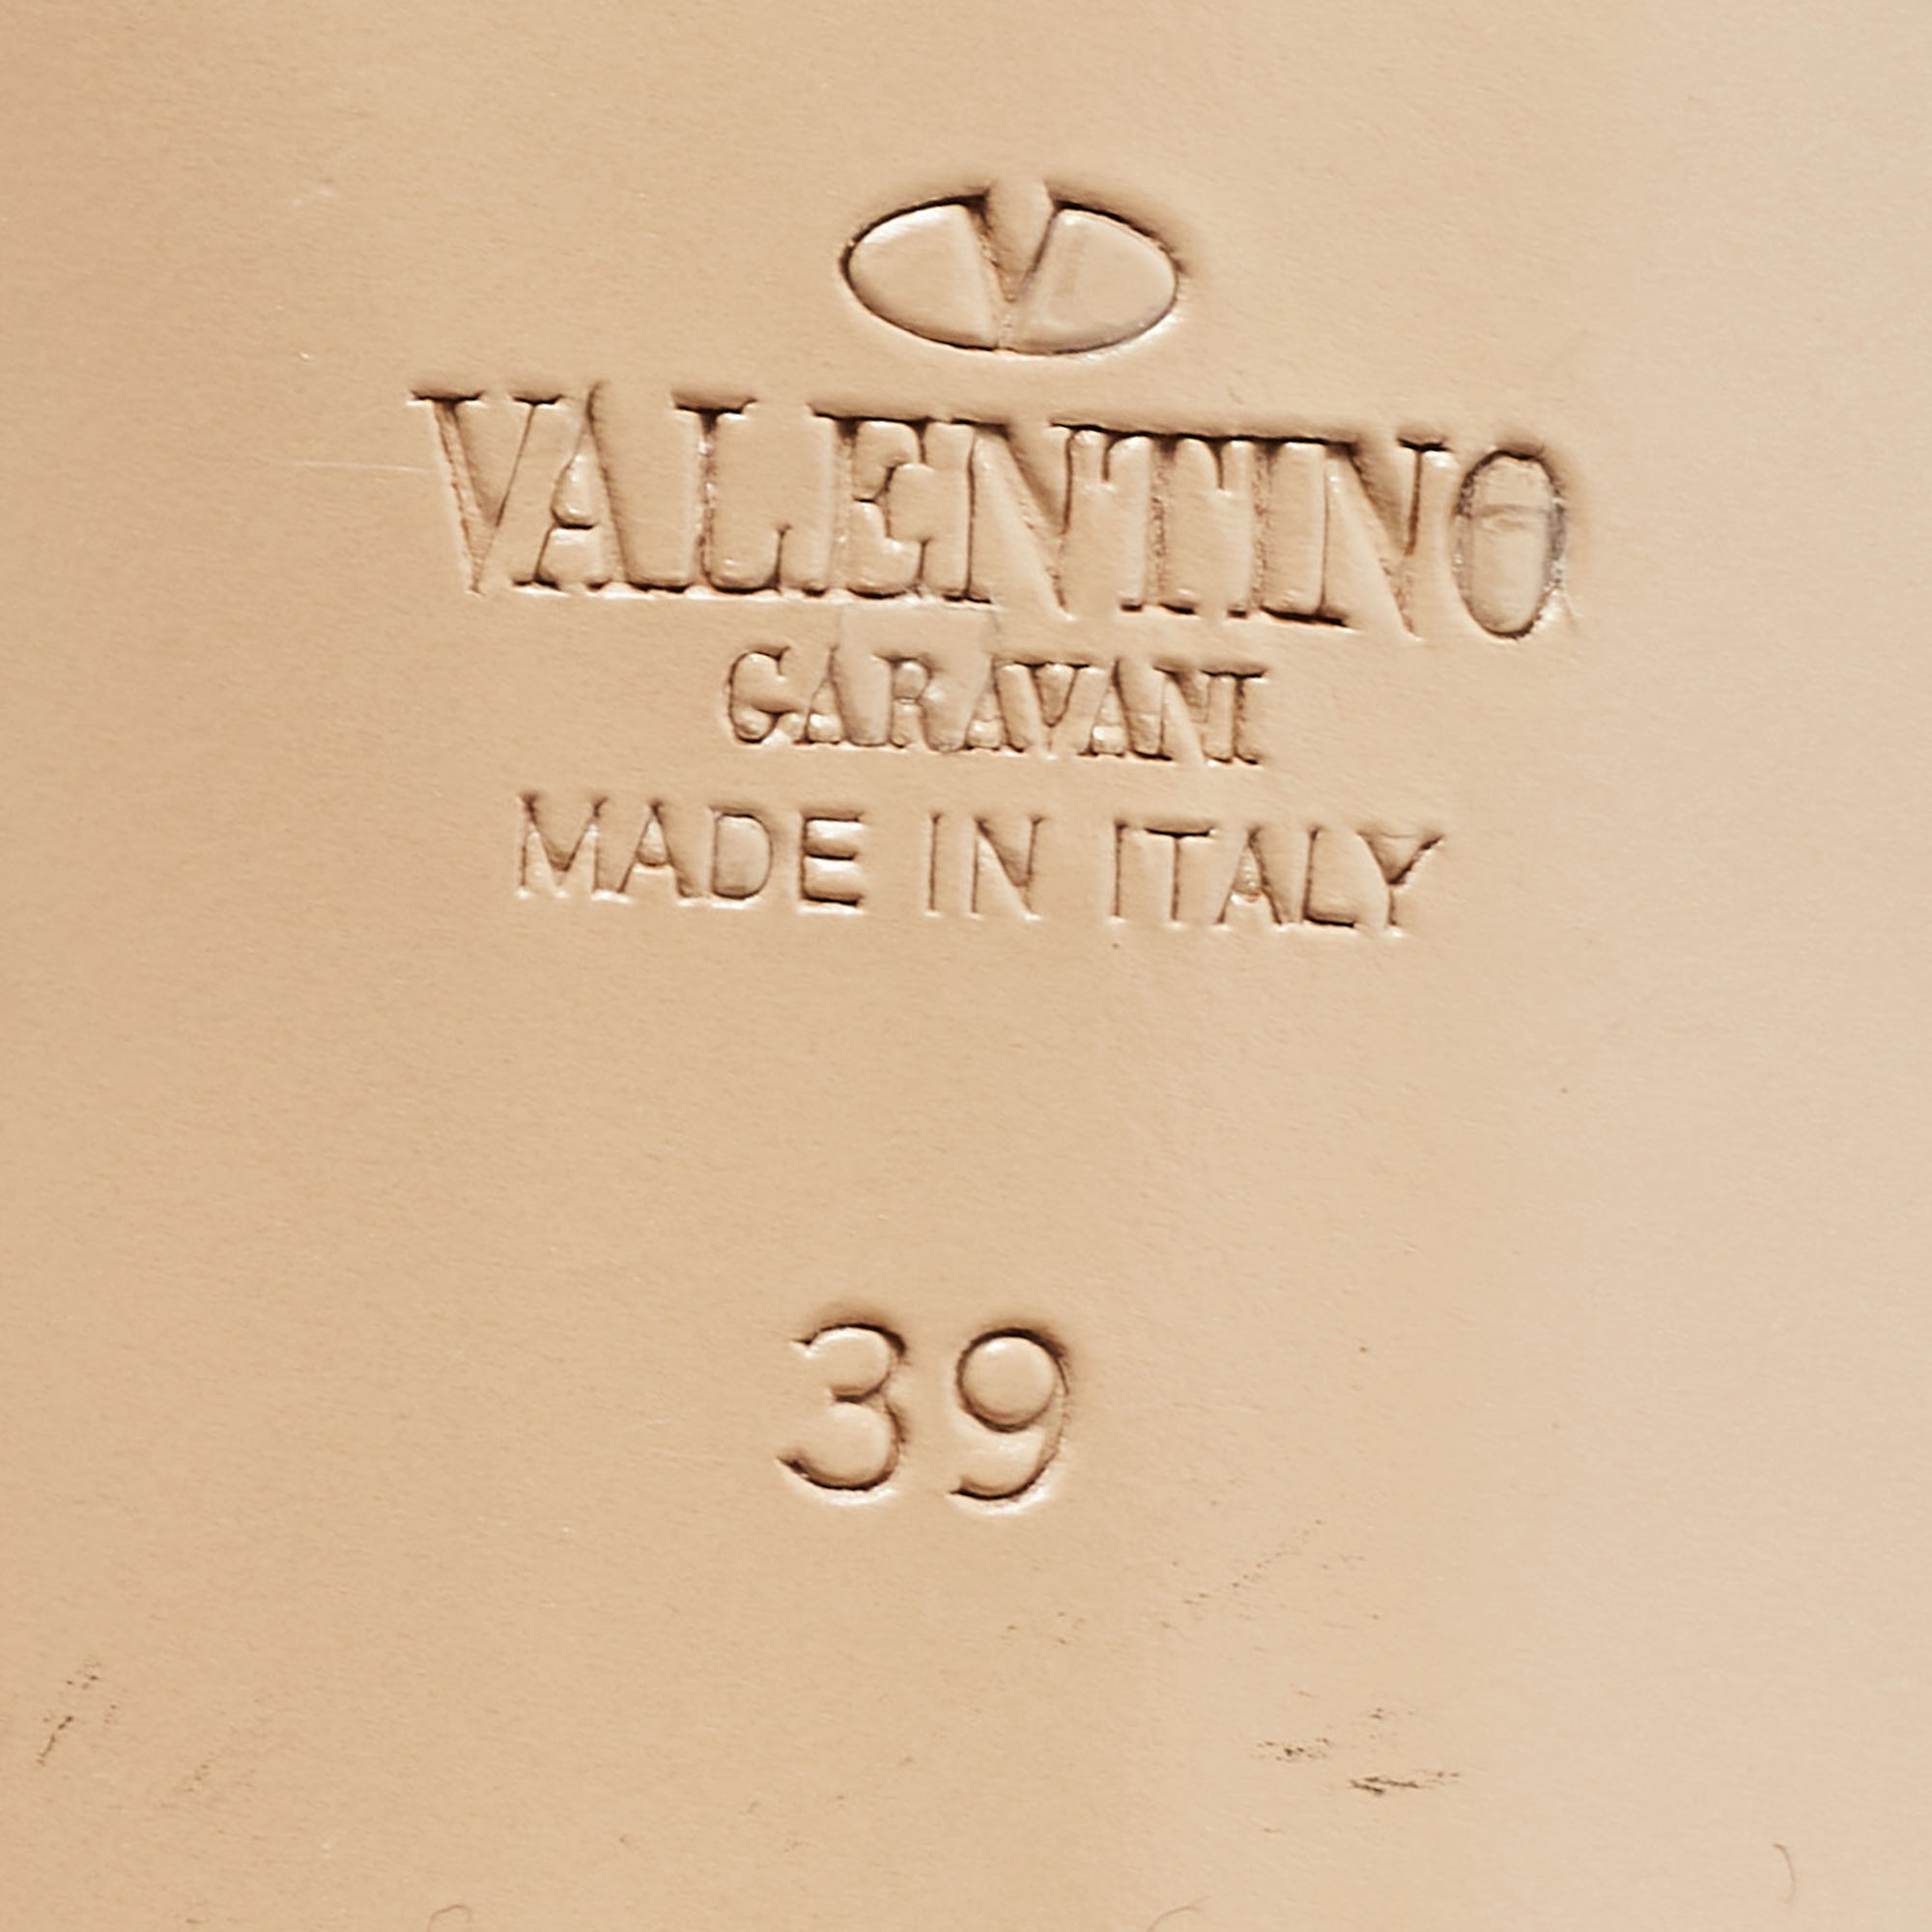 V
VALENTINO
GARAVANI
MADE IN ITALY
39